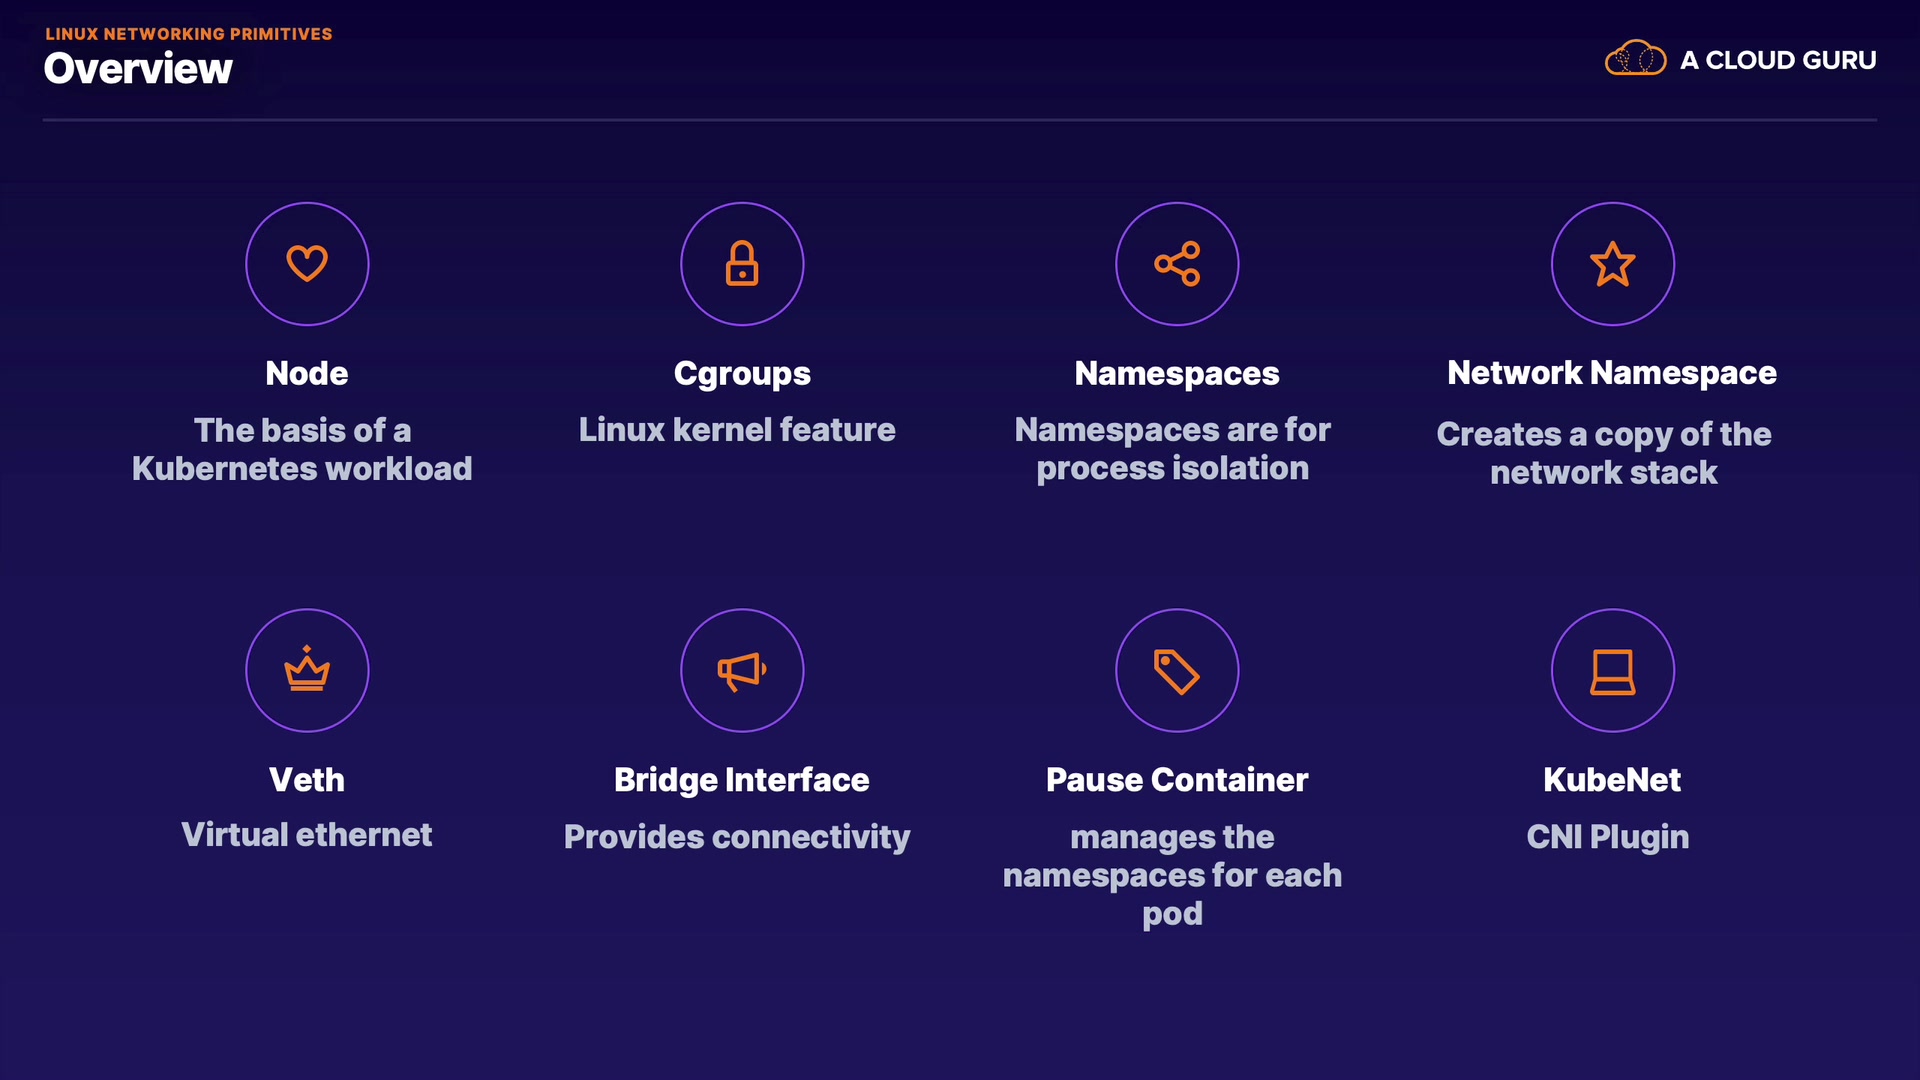 LINUX NETWORKING PRIMITIVES
Overview
A CLOUD GURU
Node
The basis of a
Kubernetes workload
Cgroups
Linux kernel feature
Namespaces
Namespaces are for
process isolation
Network Namespace
Creates a copy of the
network stack
Veth
Virtual ethernet
Bridge Interface
Provides connectivity
Pause Container
manages the
namespaces for each
pod
KubeNet
CNI Plugin